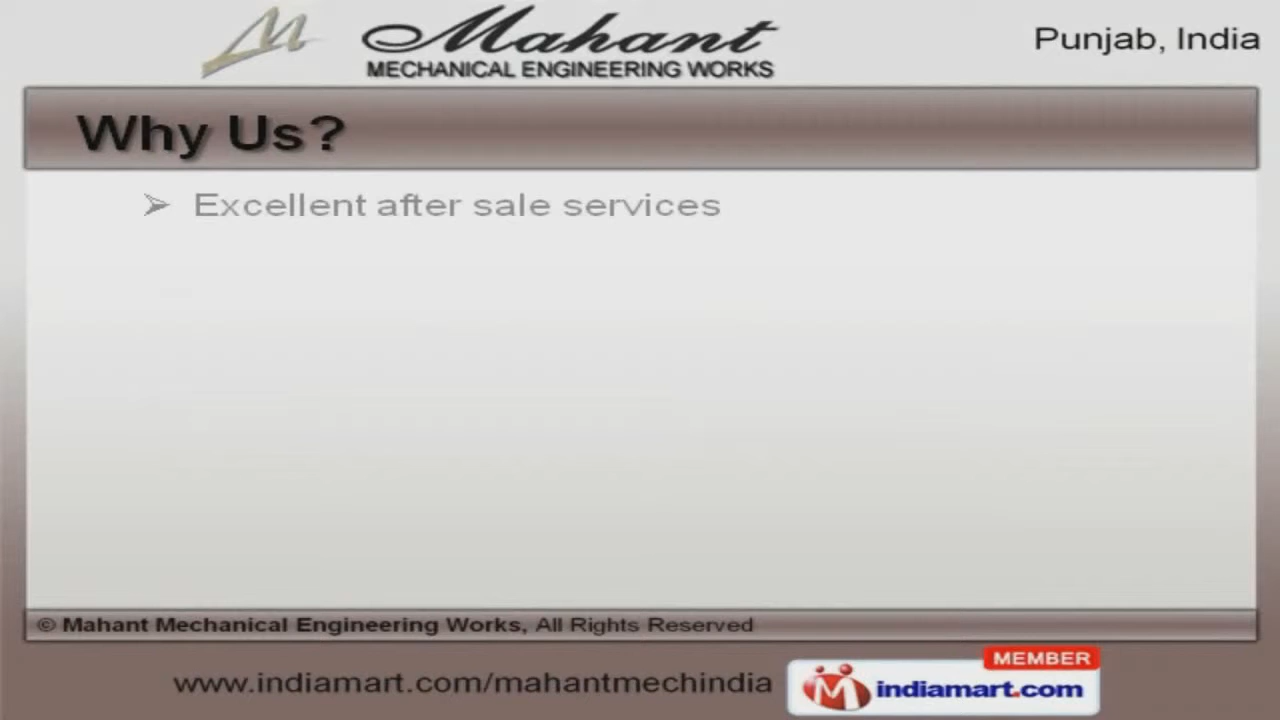 Mahant
MECHANICAL ENGINEERING WORKS
Punjab, India
Why Us?
➢ Excellent after sale services
© Mahant Mechanical Engineering Works, All Rights Reserved
www.indiamart.com/mahantmechindia
MEMBER
indiamart.com